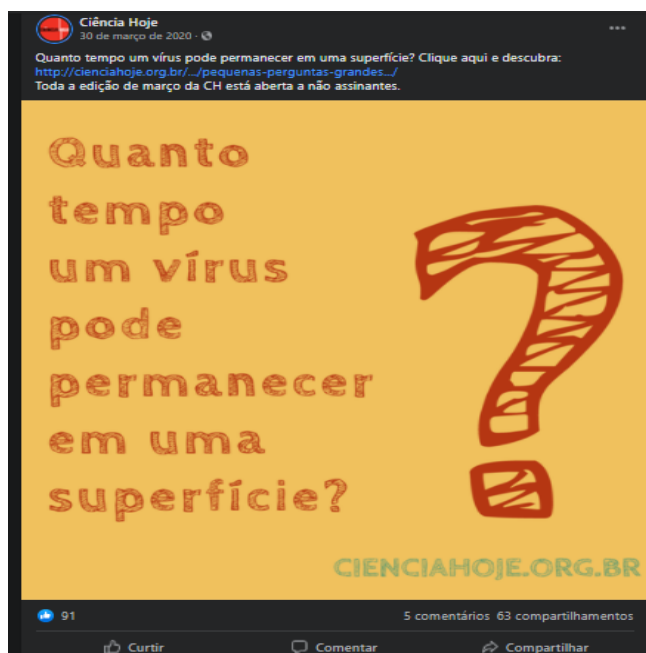 Ciência Hoje
30 de março de 2020 ·
Quanto tempo um vírus pode permanecer em uma superfície? Clique aqui e descubra:
http://cienciahoje.org.br/.../pequenas-perguntas-grandes.../
Toda a edição de março da CH está aberta a não assinantes.
Quanto
tempo
um vírus
pode
permanecer
em uma
superfície?
?
CIENCIAHOJE.ORG.BR
91
5 comentários 63 compartilhamentos
Curtir
Comentar
Compartilhar